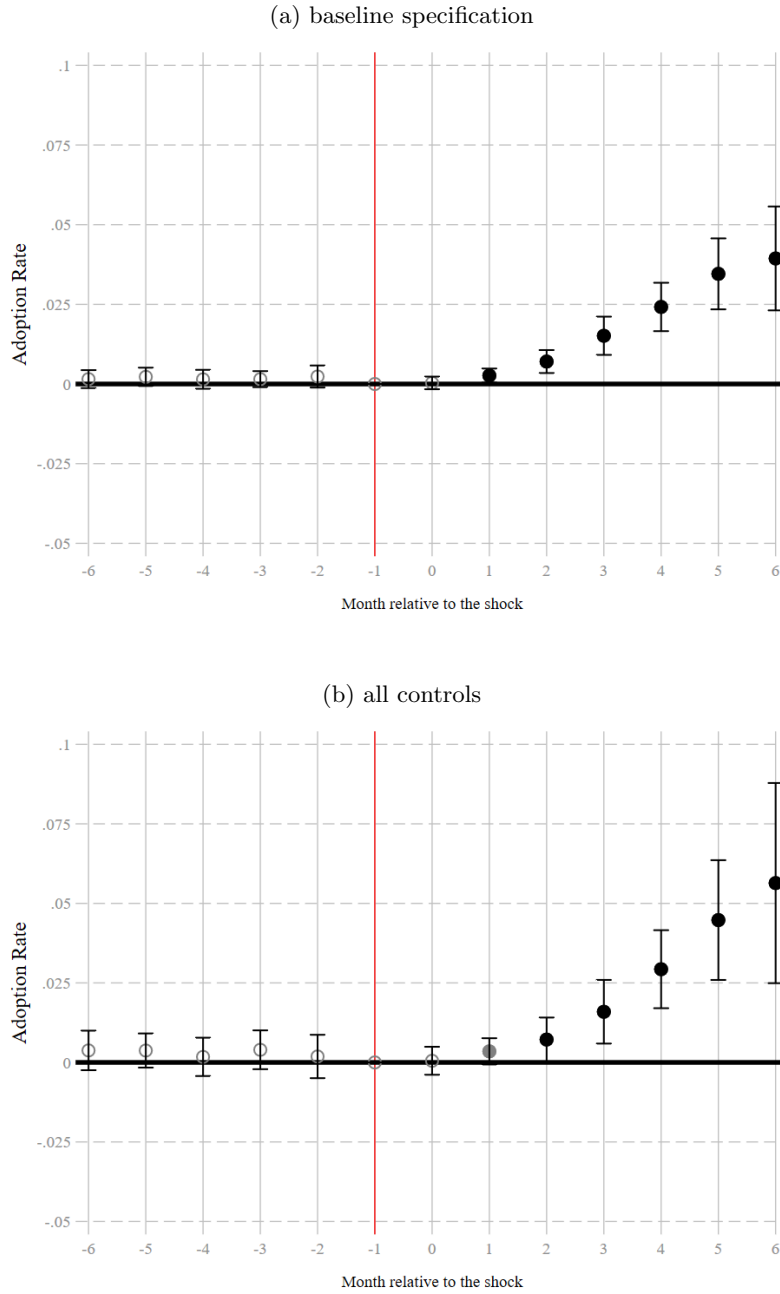 (a) baseline specification
.1
.075
.05
.025
0
-.025
-.05
Adoption Rate
-6 -5 -4 -3 -2 -1 0 1 2 3 4 5 6
Month relative to the shock
(b) all controls
.1
.075
.05
.025
0
-.025
-.05
Adoption Rate
-6 -5 -4 -3 -2 -1 0 1 2 3 4 5 6
Month relative to the shock